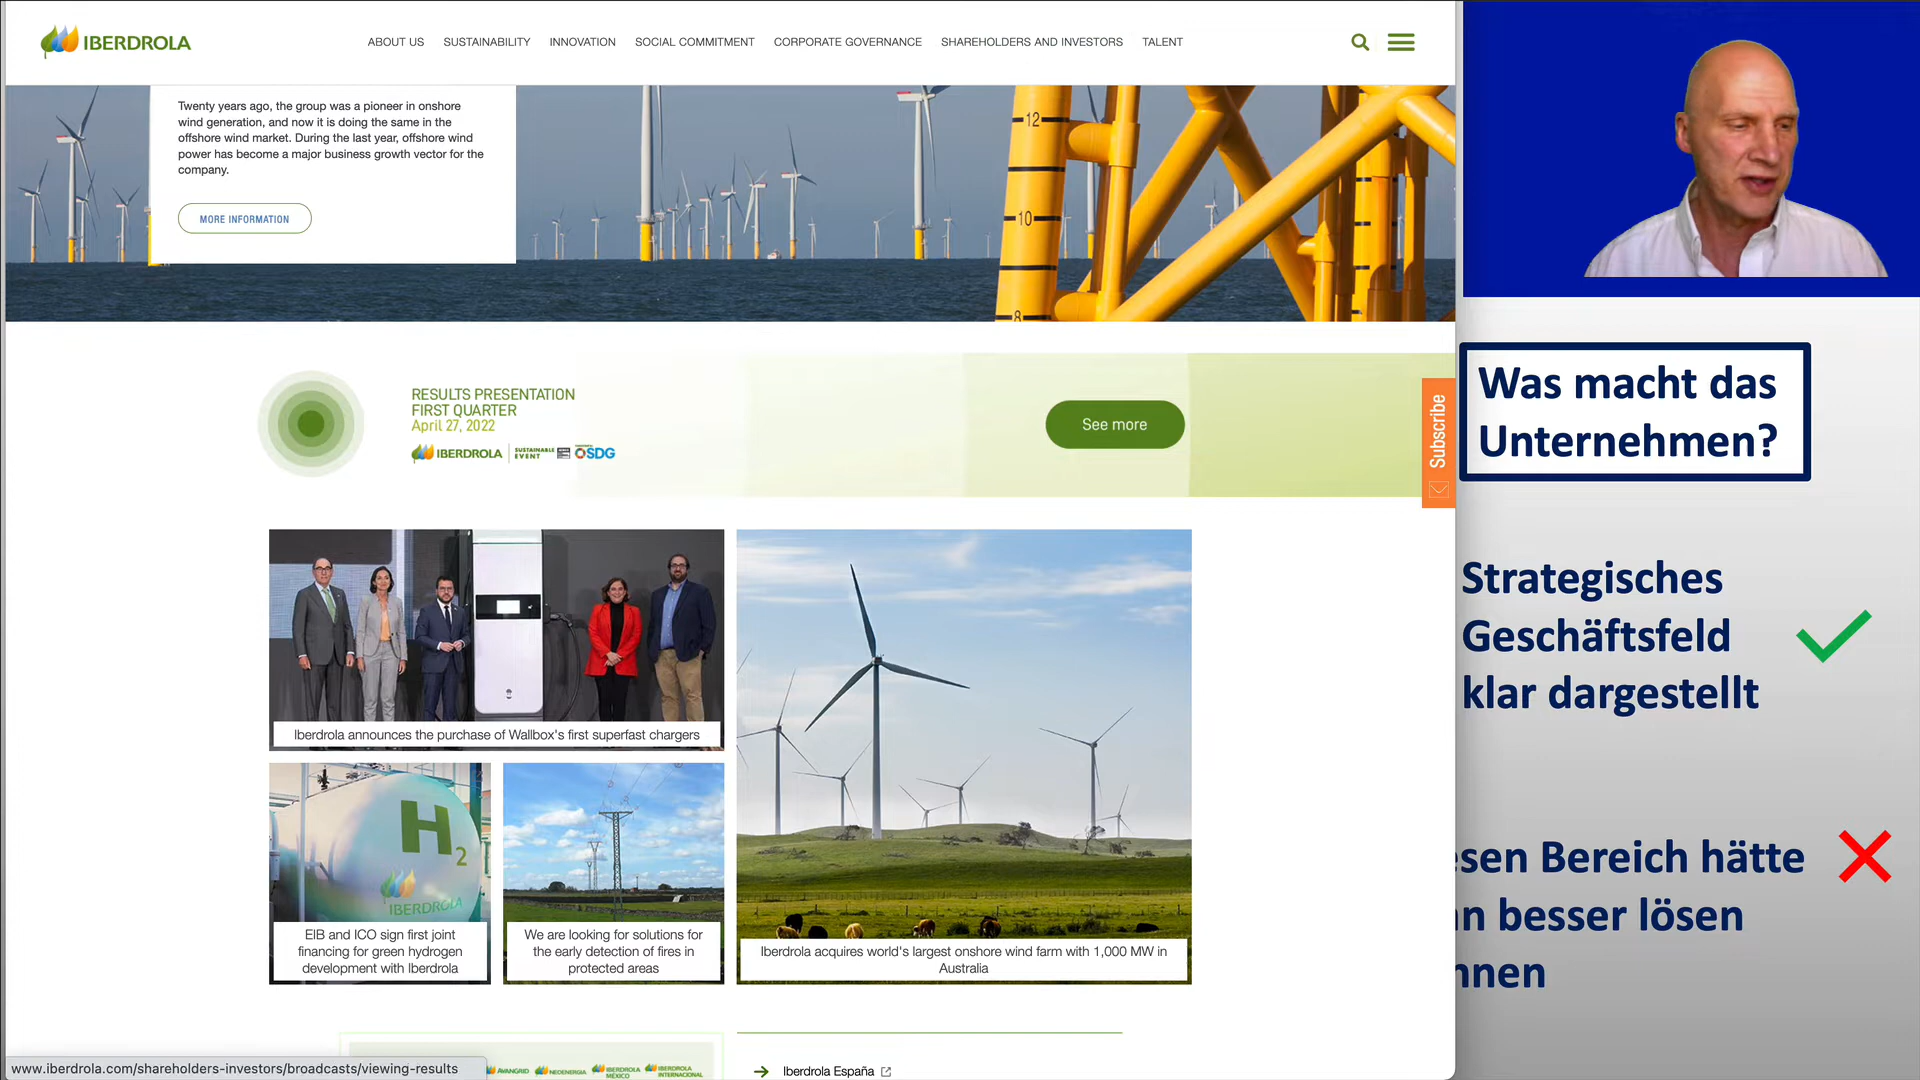 IBERDROLA
ABOUT US SUSTAINABILITY INNOVATION SOCIAL COMMITMENT CORPORATE GOVERNANCE SHAREHOLDERS AND INVESTORS TALENT
Twenty years ago, the group was a pioneer in onshore
wind generation, and now it is doing the same in the
offshore wind market. During the last year, offshore wind
power has become a major business growth vector for the
company.
MORE INFORMATION
12
10
8
RESULTS PRESENTATION
FIRST QUARTER
April 27, 2022
IBERDROLA SUSTAINABLE EVENT SDG
See more
Subscribe
Iberdrola announces the purchase of Wallbox's first superfast chargers
H2
IBERDROLA
EIB and ICO sign first joint
financing for green hydrogen
development with Iberdrola
We are looking for solutions for
the early detection of fires in
protected areas
Iberdrola acquires world's largest onshore wind farm with 1,000 MW in
Australia
AVANGRID NEOENERGIA IBERDROLA MÉXICO IBERDROLA INTERNACIONAL
Iberdrola España
www.iberdrola.com/shareholders-investors/broadcasts/viewing-results
Was macht das
Unternehmen?
Strategisches
Geschäftsfeld
klar dargestellt
esen Bereich hätte
n besser lösen
nnen